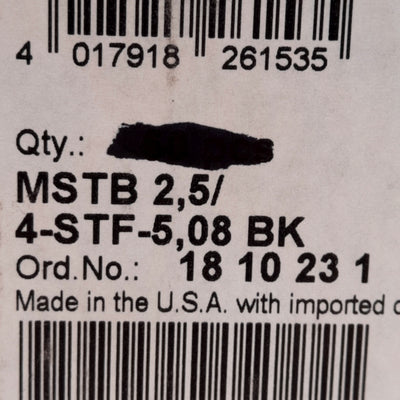 4 017918 261535
Qty.:
MSTB 2,5/
4-STF-5,08 BK
Ord.No.: 18 10 23 1
Made in the U.S.A. with imported